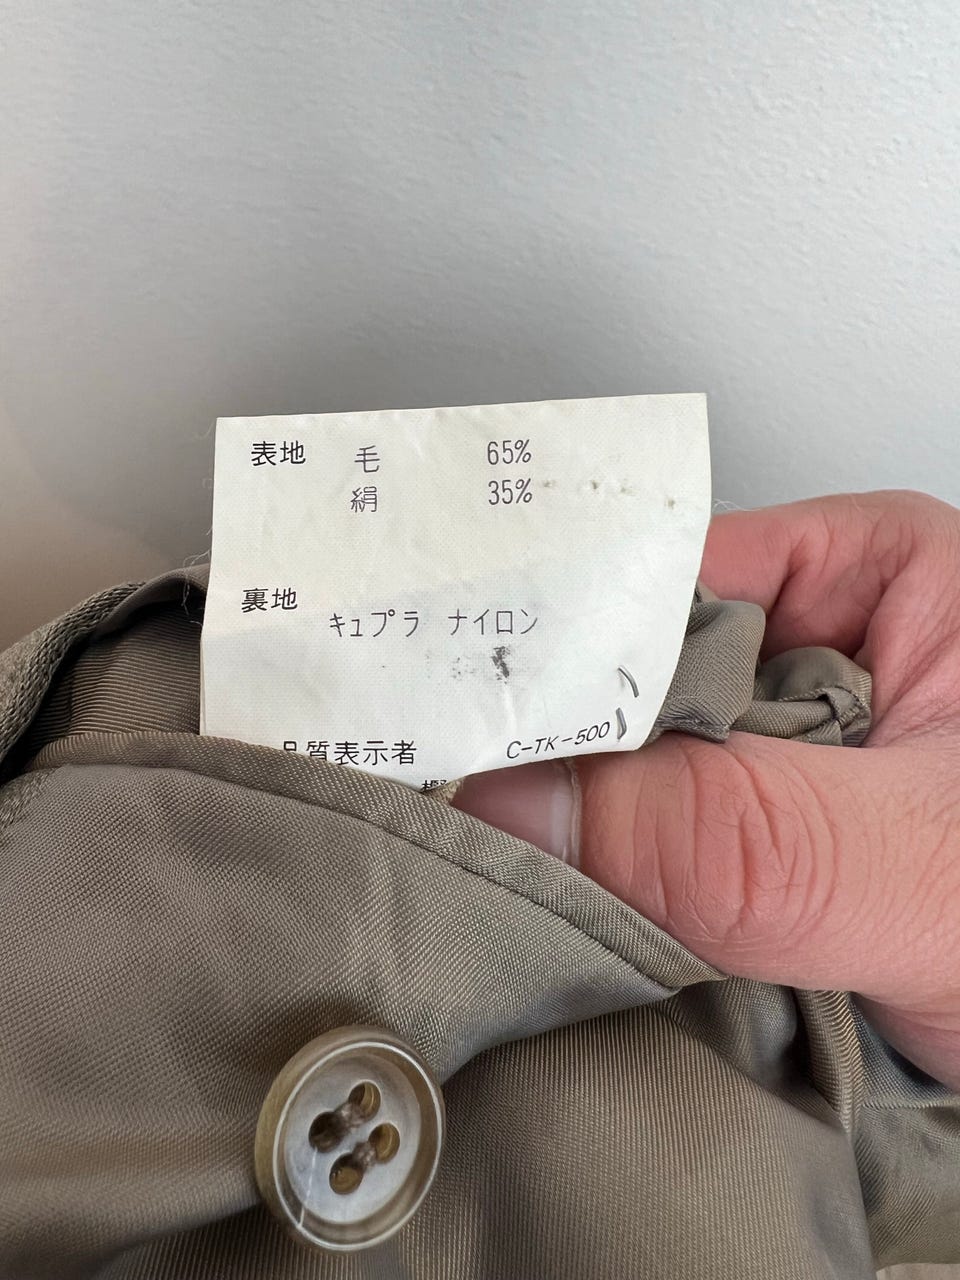 表地 毛 65%
絹 35%
裏地
キュプラ ナイロン
品質表示者 C-TK-500